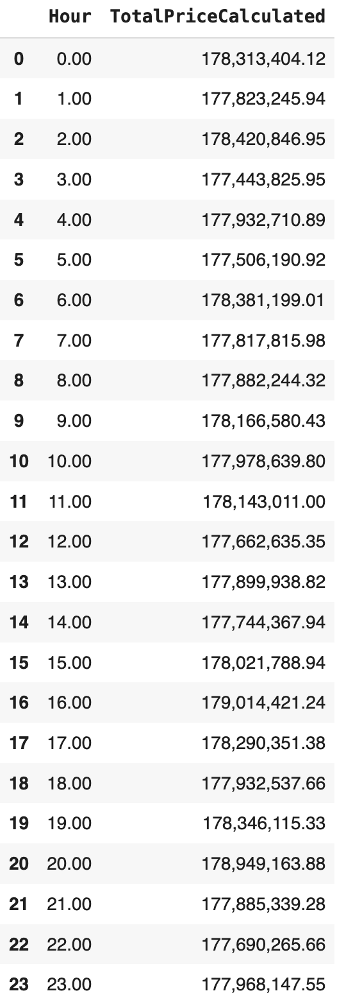 Hour TotalPriceCalculated
0 0.00 178,313,404.12
1 1.00 177,823,245.94
2 2.00 178,420,846.95
3 3.00 177,443,825.95
4 4.00 177,932,710.89
5 5.00 177,506,190.92
6 6.00 178,381,199.01
7 7.00 177,817,815.98
8 8.00 177,882,244.32
9 9.00 178,166,580.43
10 10.00 177,978,639.80
11 11.00 178,143,011.00
12 12.00 177,662,635.35
13 13.00 177,899,938.82
14 14.00 177,744,367.94
15 15.00 178,021,788.94
16 16.00 179,014,421.24
17 17.00 178,290,351.38
18 18.00 177,932,537.66
19 19.00 178,346,115.33
20 20.00 178,949,163.88
21 21.00 177,885,339.28
22 22.00 177,690,265.66
23 23.00 177,968,147.55